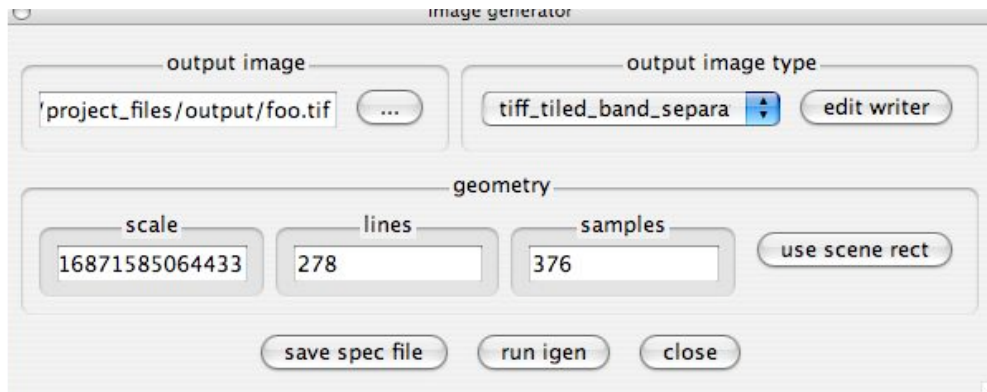 image generator
output image
output image type
/project_files/output/foo.tif
...
tiff_tiled_band_separa
edit writer
geometry
scale
lines
samples
16871585064433
278
376
use scene rect
save spec file
run igen
close